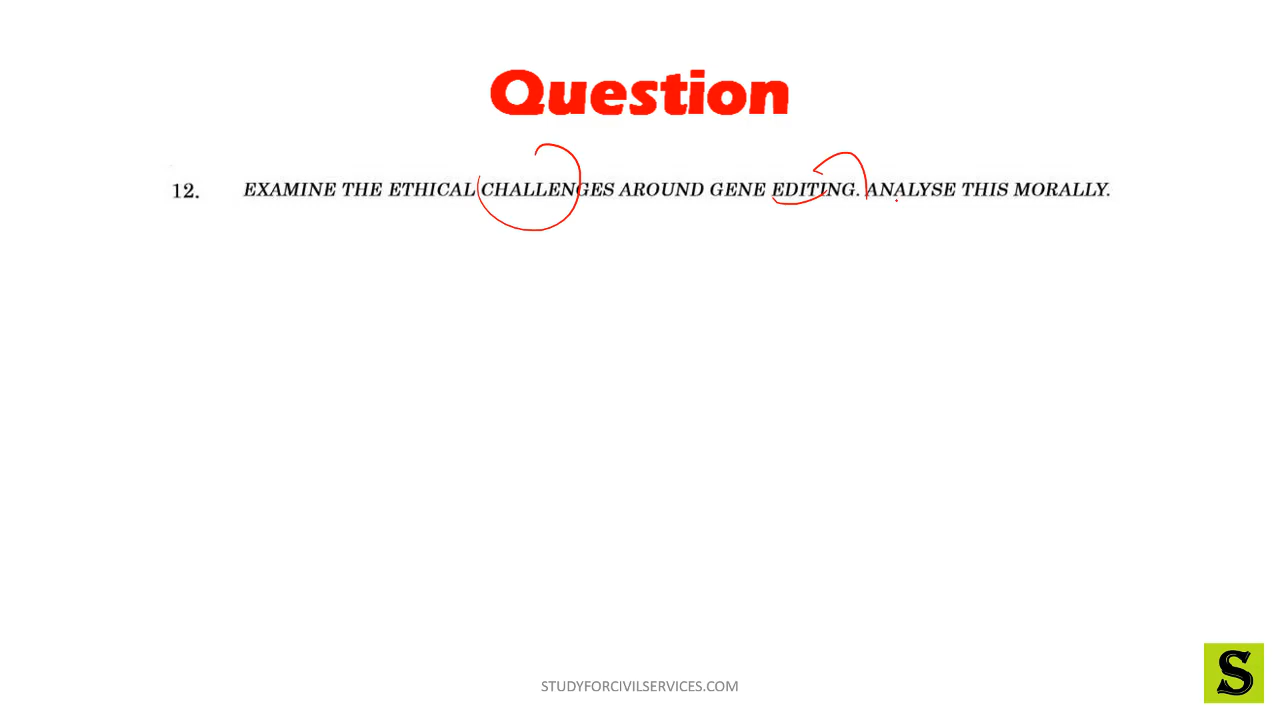 Question
12. EXAMINE THE ETHICAL CHALLENGES AROUND GENE EDITING. ANALYSE THIS MORALLY.
STUDYFORCIVILSERVICES.COM
S